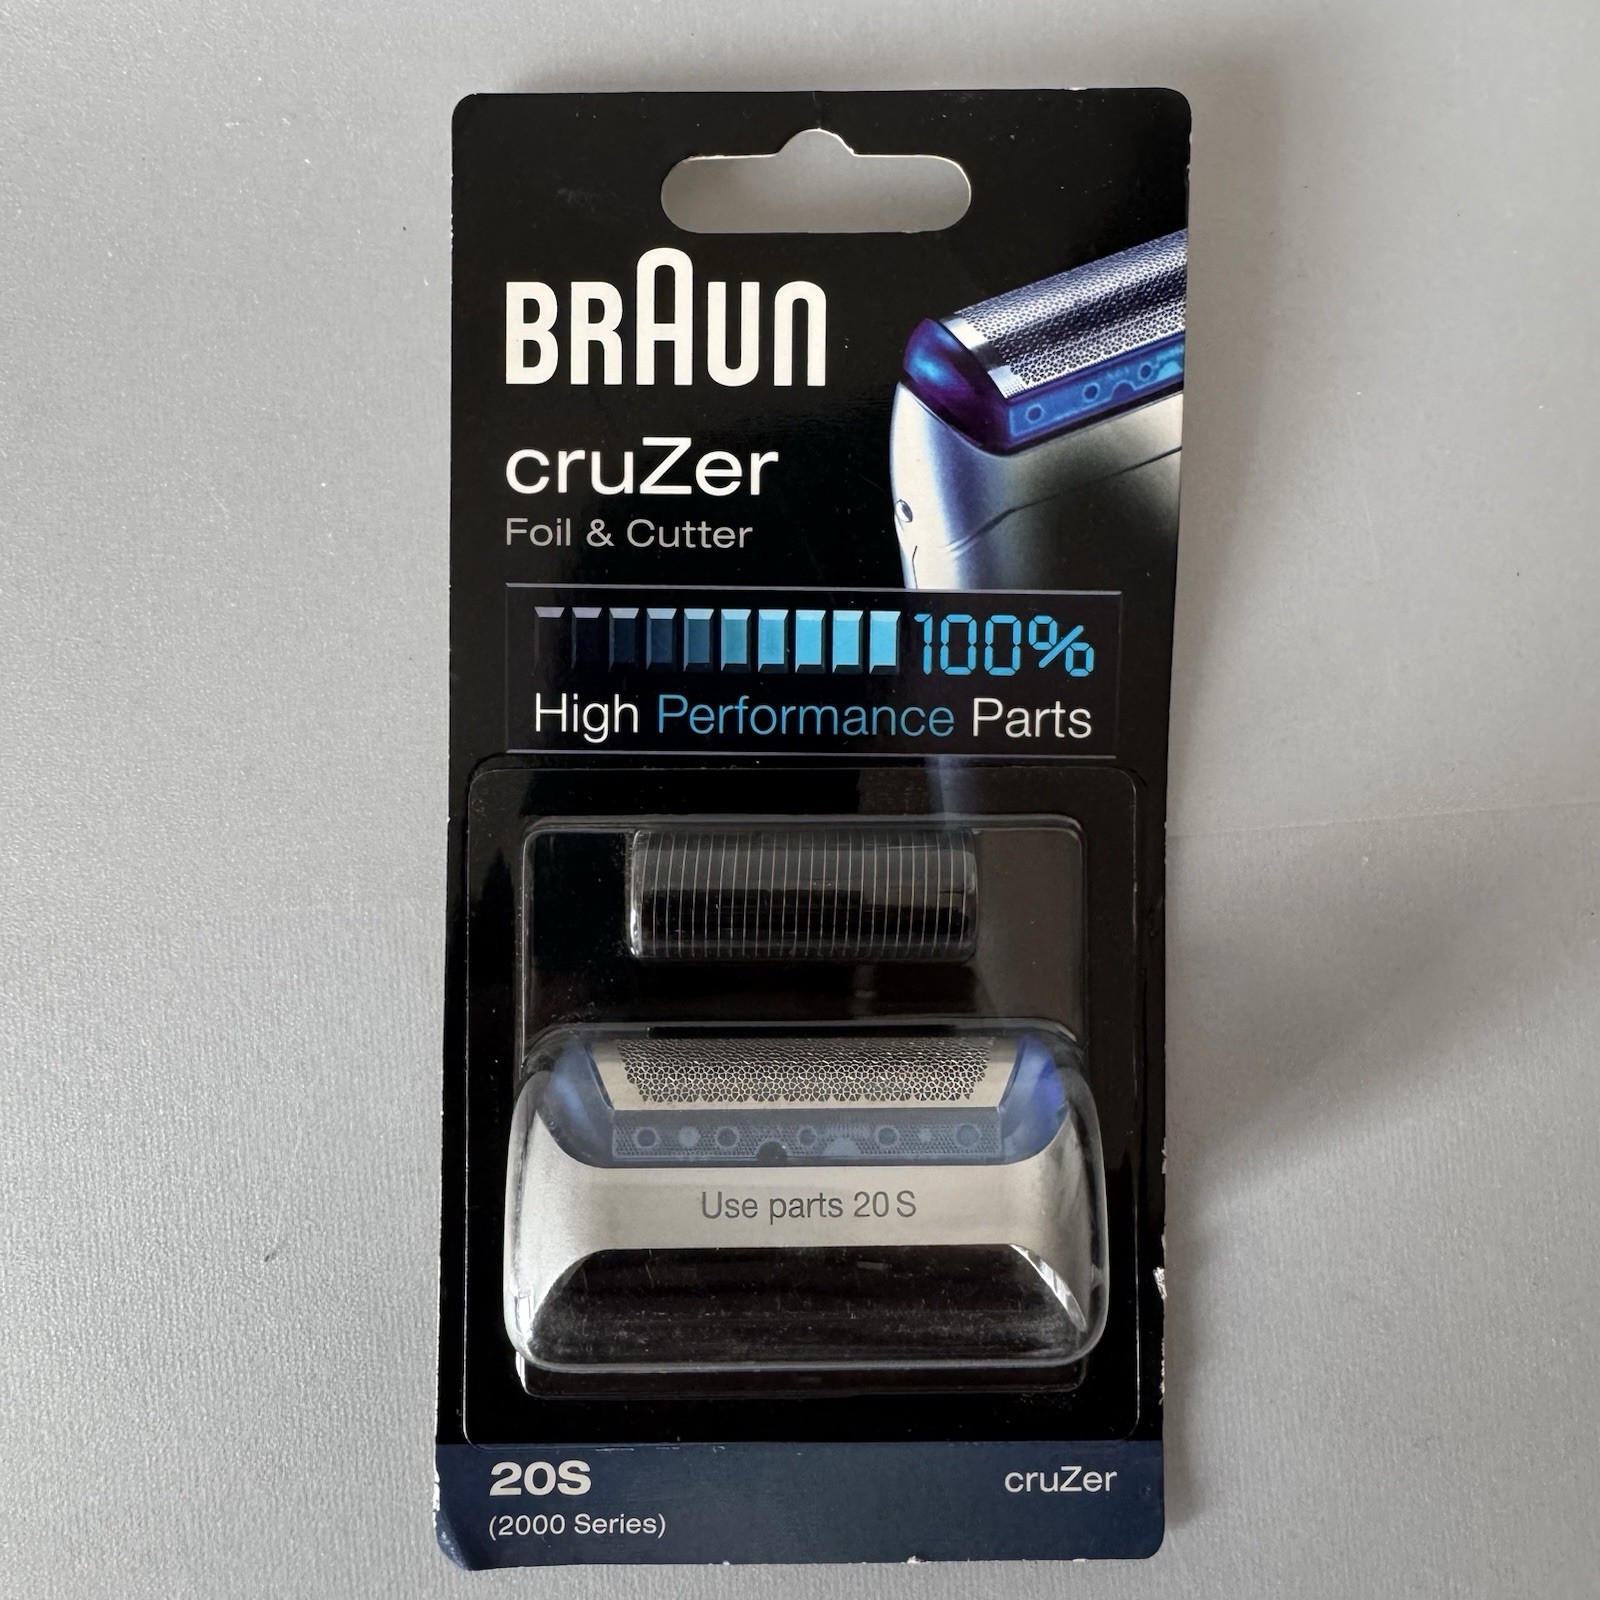 BRAUN
cruZer
Foil & Cutter
100%
High Performance Parts
Use parts 20 S
20S
cruZer
(2000 Series)